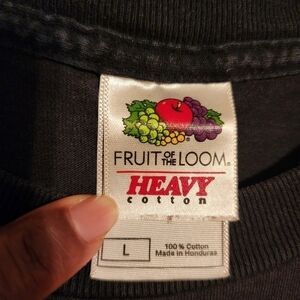 FRUIT OF THE LOOM®
HEAVY
cotton
L
100% Cotton
Made in Honduras